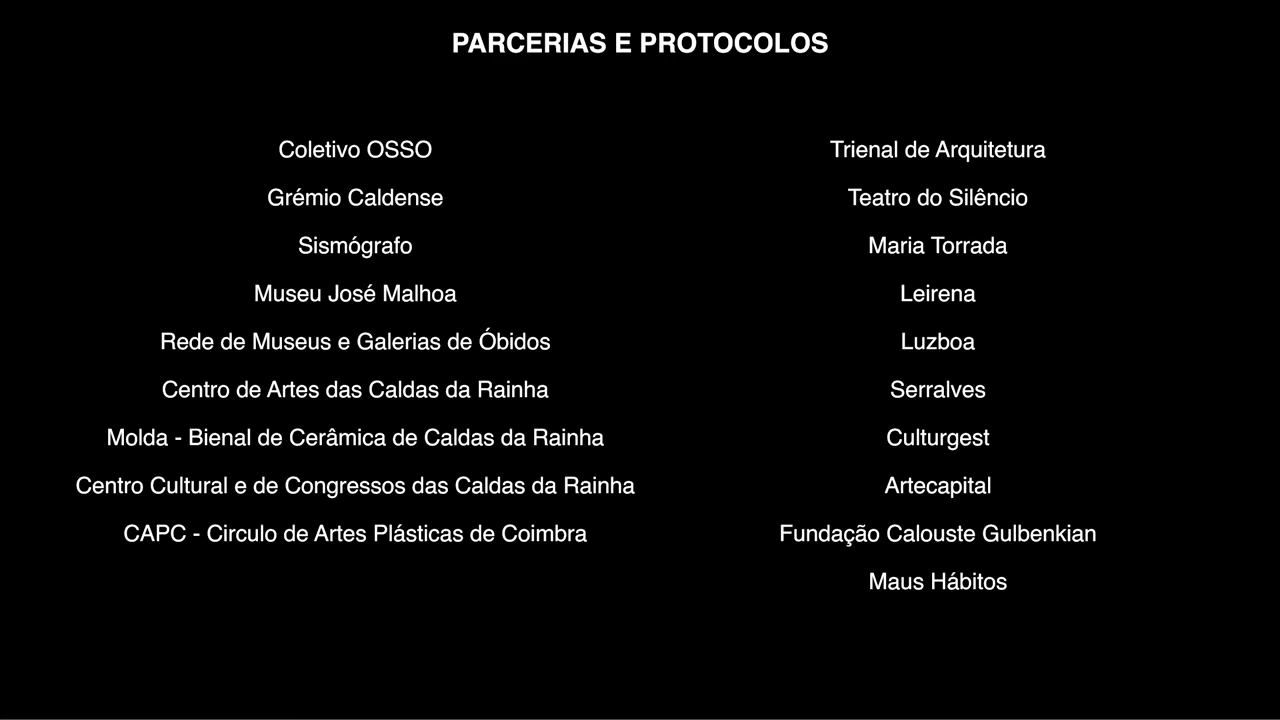 PARCERIAS E PROTOCOLOS
Coletivo OSSO
Grémio Caldense
Sismógrafo
Museu José Malhoa
Rede de Museus e Galerias de Óbidos
Centro de Artes das Caldas da Rainha
Molda - Bienal de Cerâmica de Caldas da Rainha
Centro Cultural e de Congressos das Caldas da Rainha
CAPC - Circulo de Artes Plásticas de Coimbra
Trienal de Arquitetura
Teatro do Silêncio
Maria Torrada
Leirena
Luzboa
Serralves
Culturgest
Artecapital
Fundação Calouste Gulbenkian
Maus Hábitos